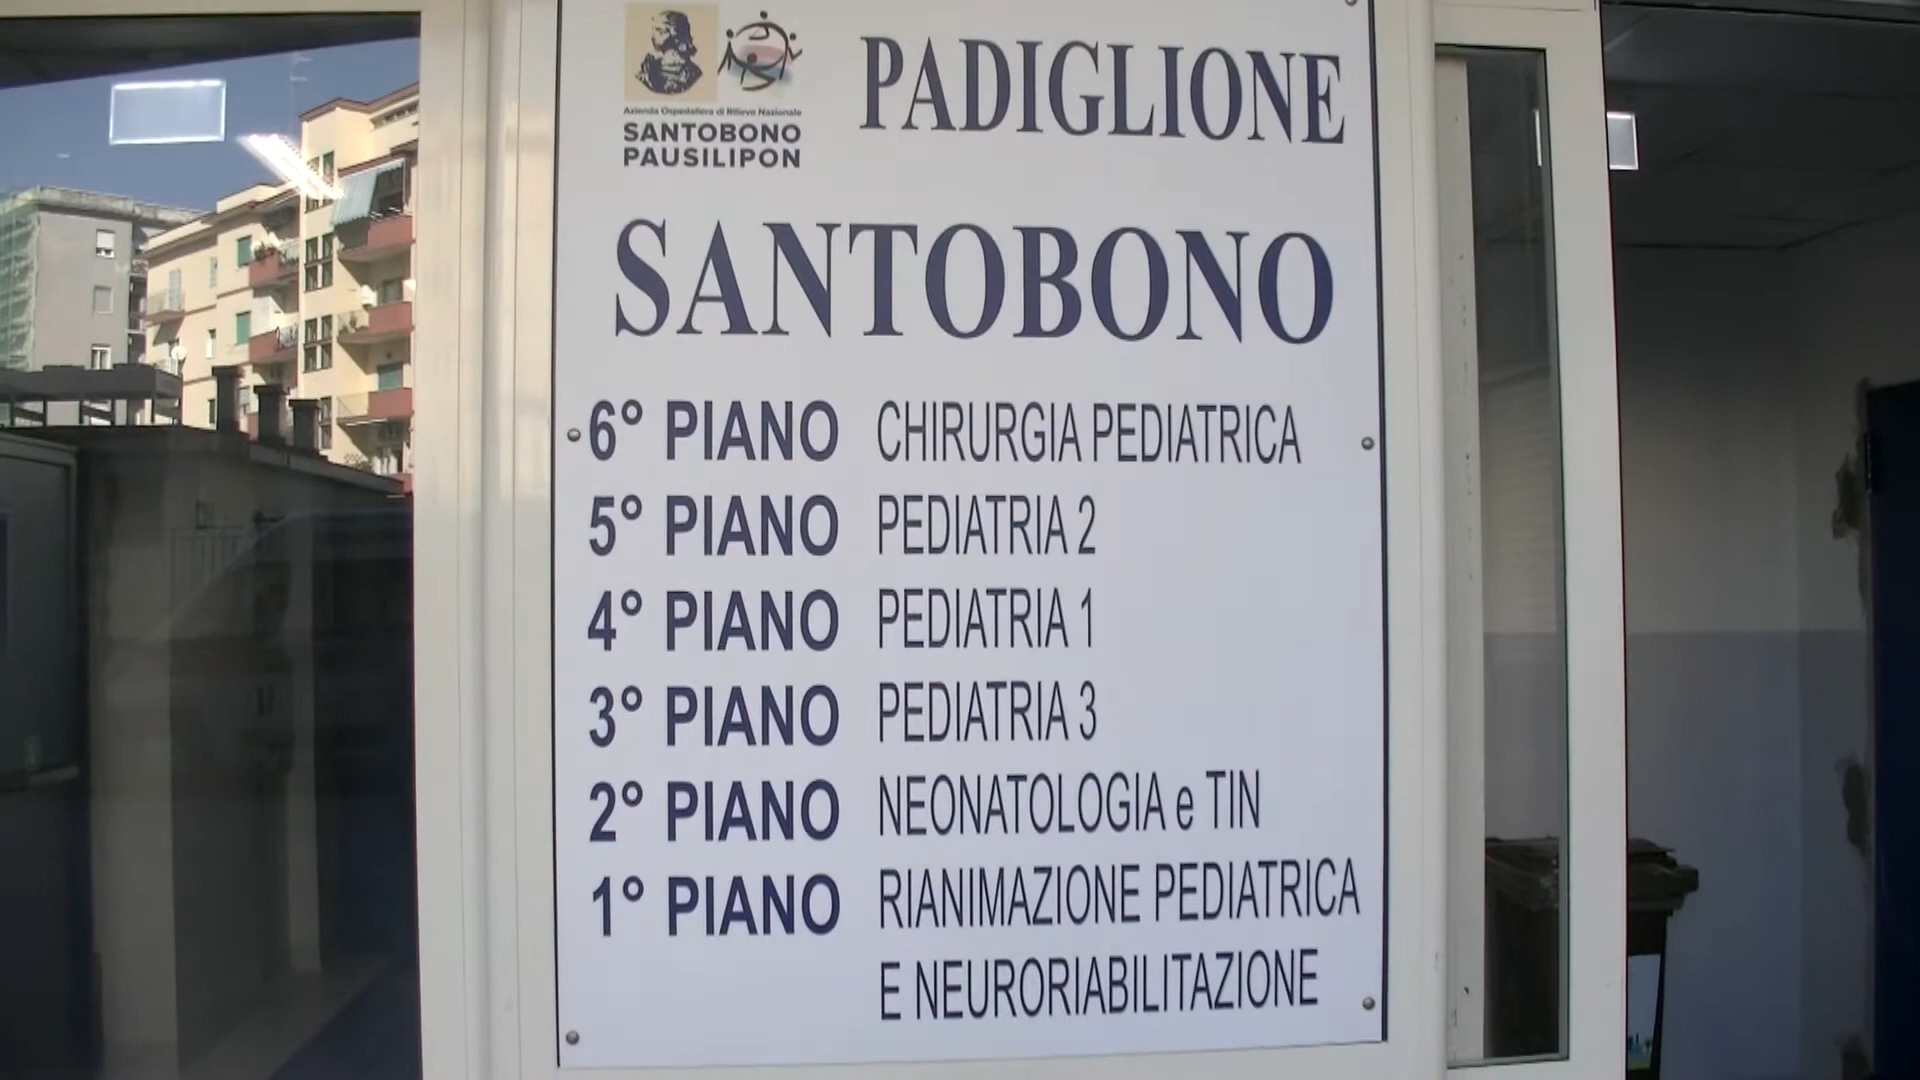 Azienda Ospedaliera di Rilievo Nazionale
SANTOBONO
PAUSILIPON
PADIGLIONE
SANTOBONO
6° PIANO CHIRURGIA PEDIATRICA
5° PIANO PEDIATRIA 2
4° PIANO PEDIATRIA 1
3° PIANO PEDIATRIA 3
2° PIANO NEONATOLOGIA e TIN
1° PIANO RIANIMAZIONE PEDIATRICA
E NEURORIABILITAZIONE